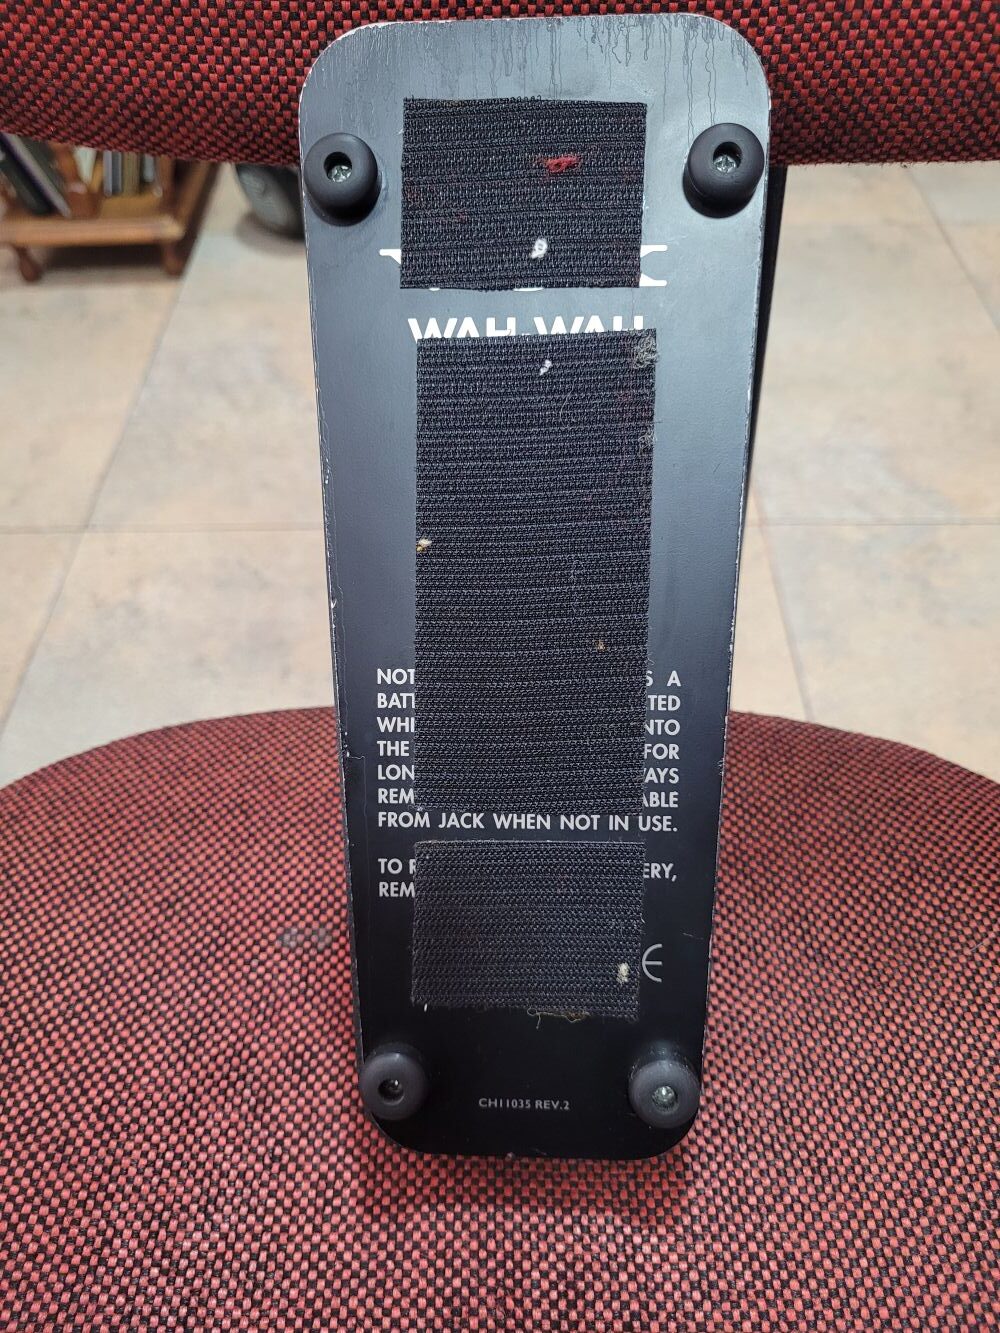 WAH-WAH
NOT S A
BATT TED
WHI NTO
THE FOR
LON AYS
REM ABLE
FROM JACK WHEN NOT IN USE.
TO R ERY,
REM
CE
CH11035 REV.2